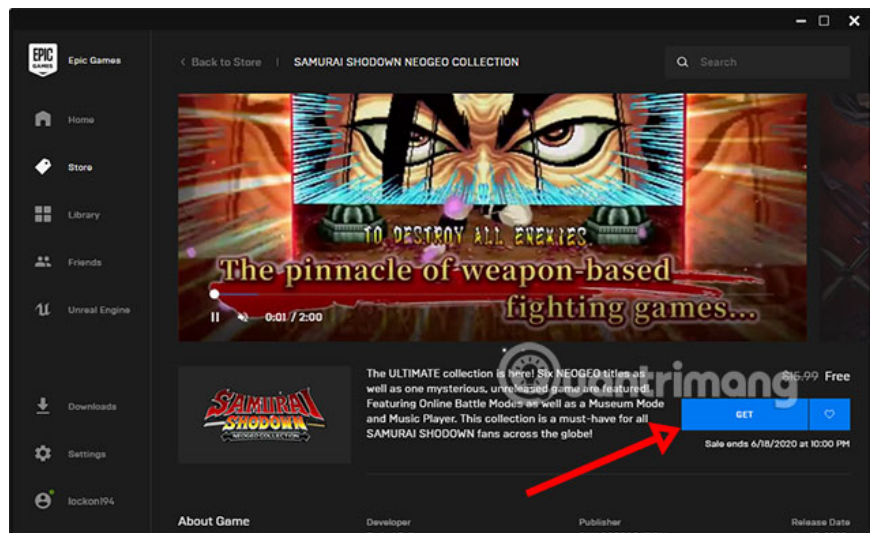 EPIC
GAMES
Epic Games
Back to Store
SAMURAI SHODOWN NEOGEO COLLECTION
Search
Home
Store
Library
Friends
Unreal Engine
Downloads
Settings
lockon194
TO DESTROY ALL ENEMIES.
The pinnacle of weapon-based
fighting games...
0:01 / 2:00
SAMURAI
SHODOWN
NEOGEO COLLECTION
The ULTIMATE collection is here! Six NEOGEO titles as
well as one mysterious, unreleased game are featured!
Featuring Online Battle Modes as well as a Museum Mode
and Music Player. This collection is a must-have for all
SAMURAI SHODOWN fans across the globe!
Quantrimang
$15.99 Free
GET
Sale ends 6/18/2020 at 10:00 PM
About Game
Developer
Publisher
Release Date